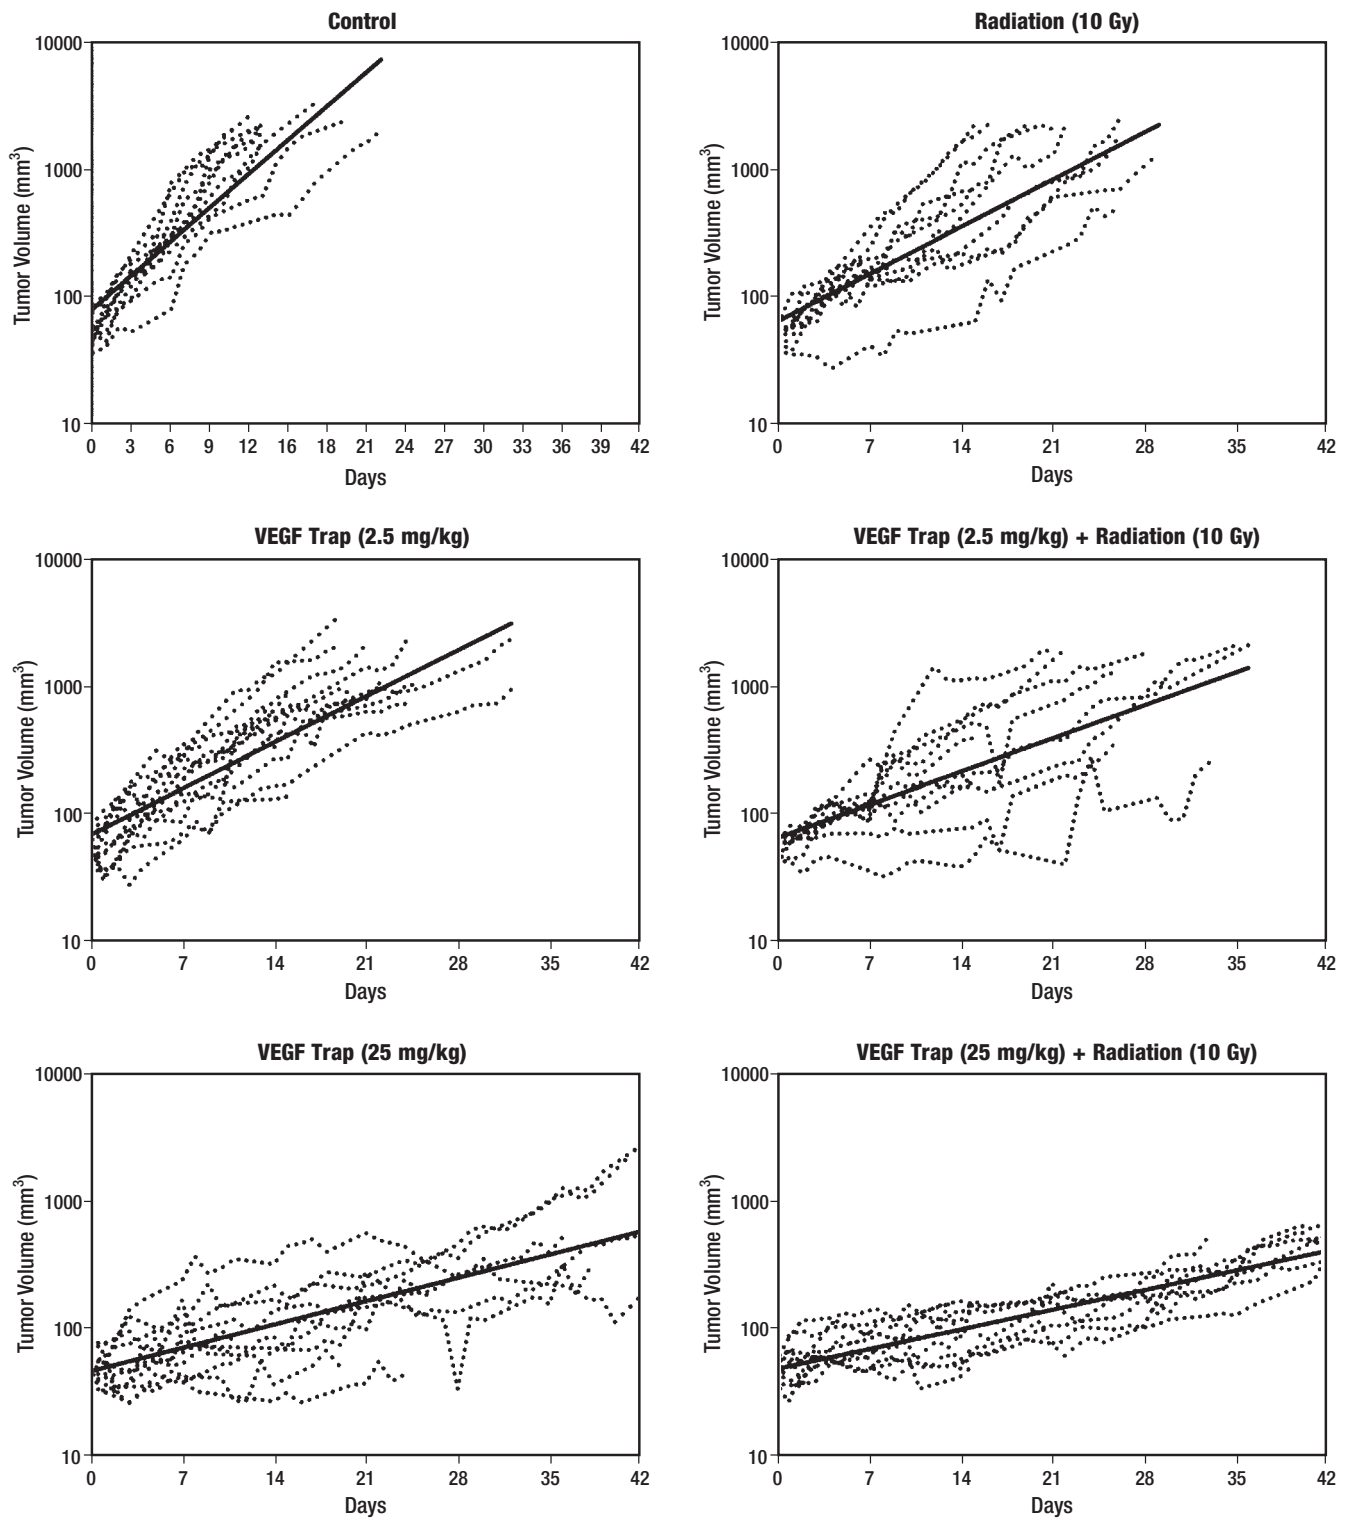 Control
Tumor Volume (mm³)
10000
1000
100
10
0 3 6 9 12 16 18 21 24 27 30 33 36 39 42
Days
Radiation (10 Gy)
Tumor Volume (mm³)
10000
1000
100
10
0 7 14 21 28 35 42
Days
VEGF Trap (2.5 mg/kg)
Tumor Volume (mm³)
10000
1000
100
10
0 7 14 21 28 35 42
Days
VEGF Trap (2.5 mg/kg) + Radiation (10 Gy)
Tumor Volume (mm³)
10000
1000
100
10
0 7 14 21 28 35 42
Days
VEGF Trap (25 mg/kg)
Tumor Volume (mm³)
10000
1000
100
10
0 7 14 21 28 35 42
Days
VEGF Trap (25 mg/kg) + Radiation (10 Gy)
Tumor Volume (mm³)
10000
1000
100
10
0 7 14 21 28 35 42
Days